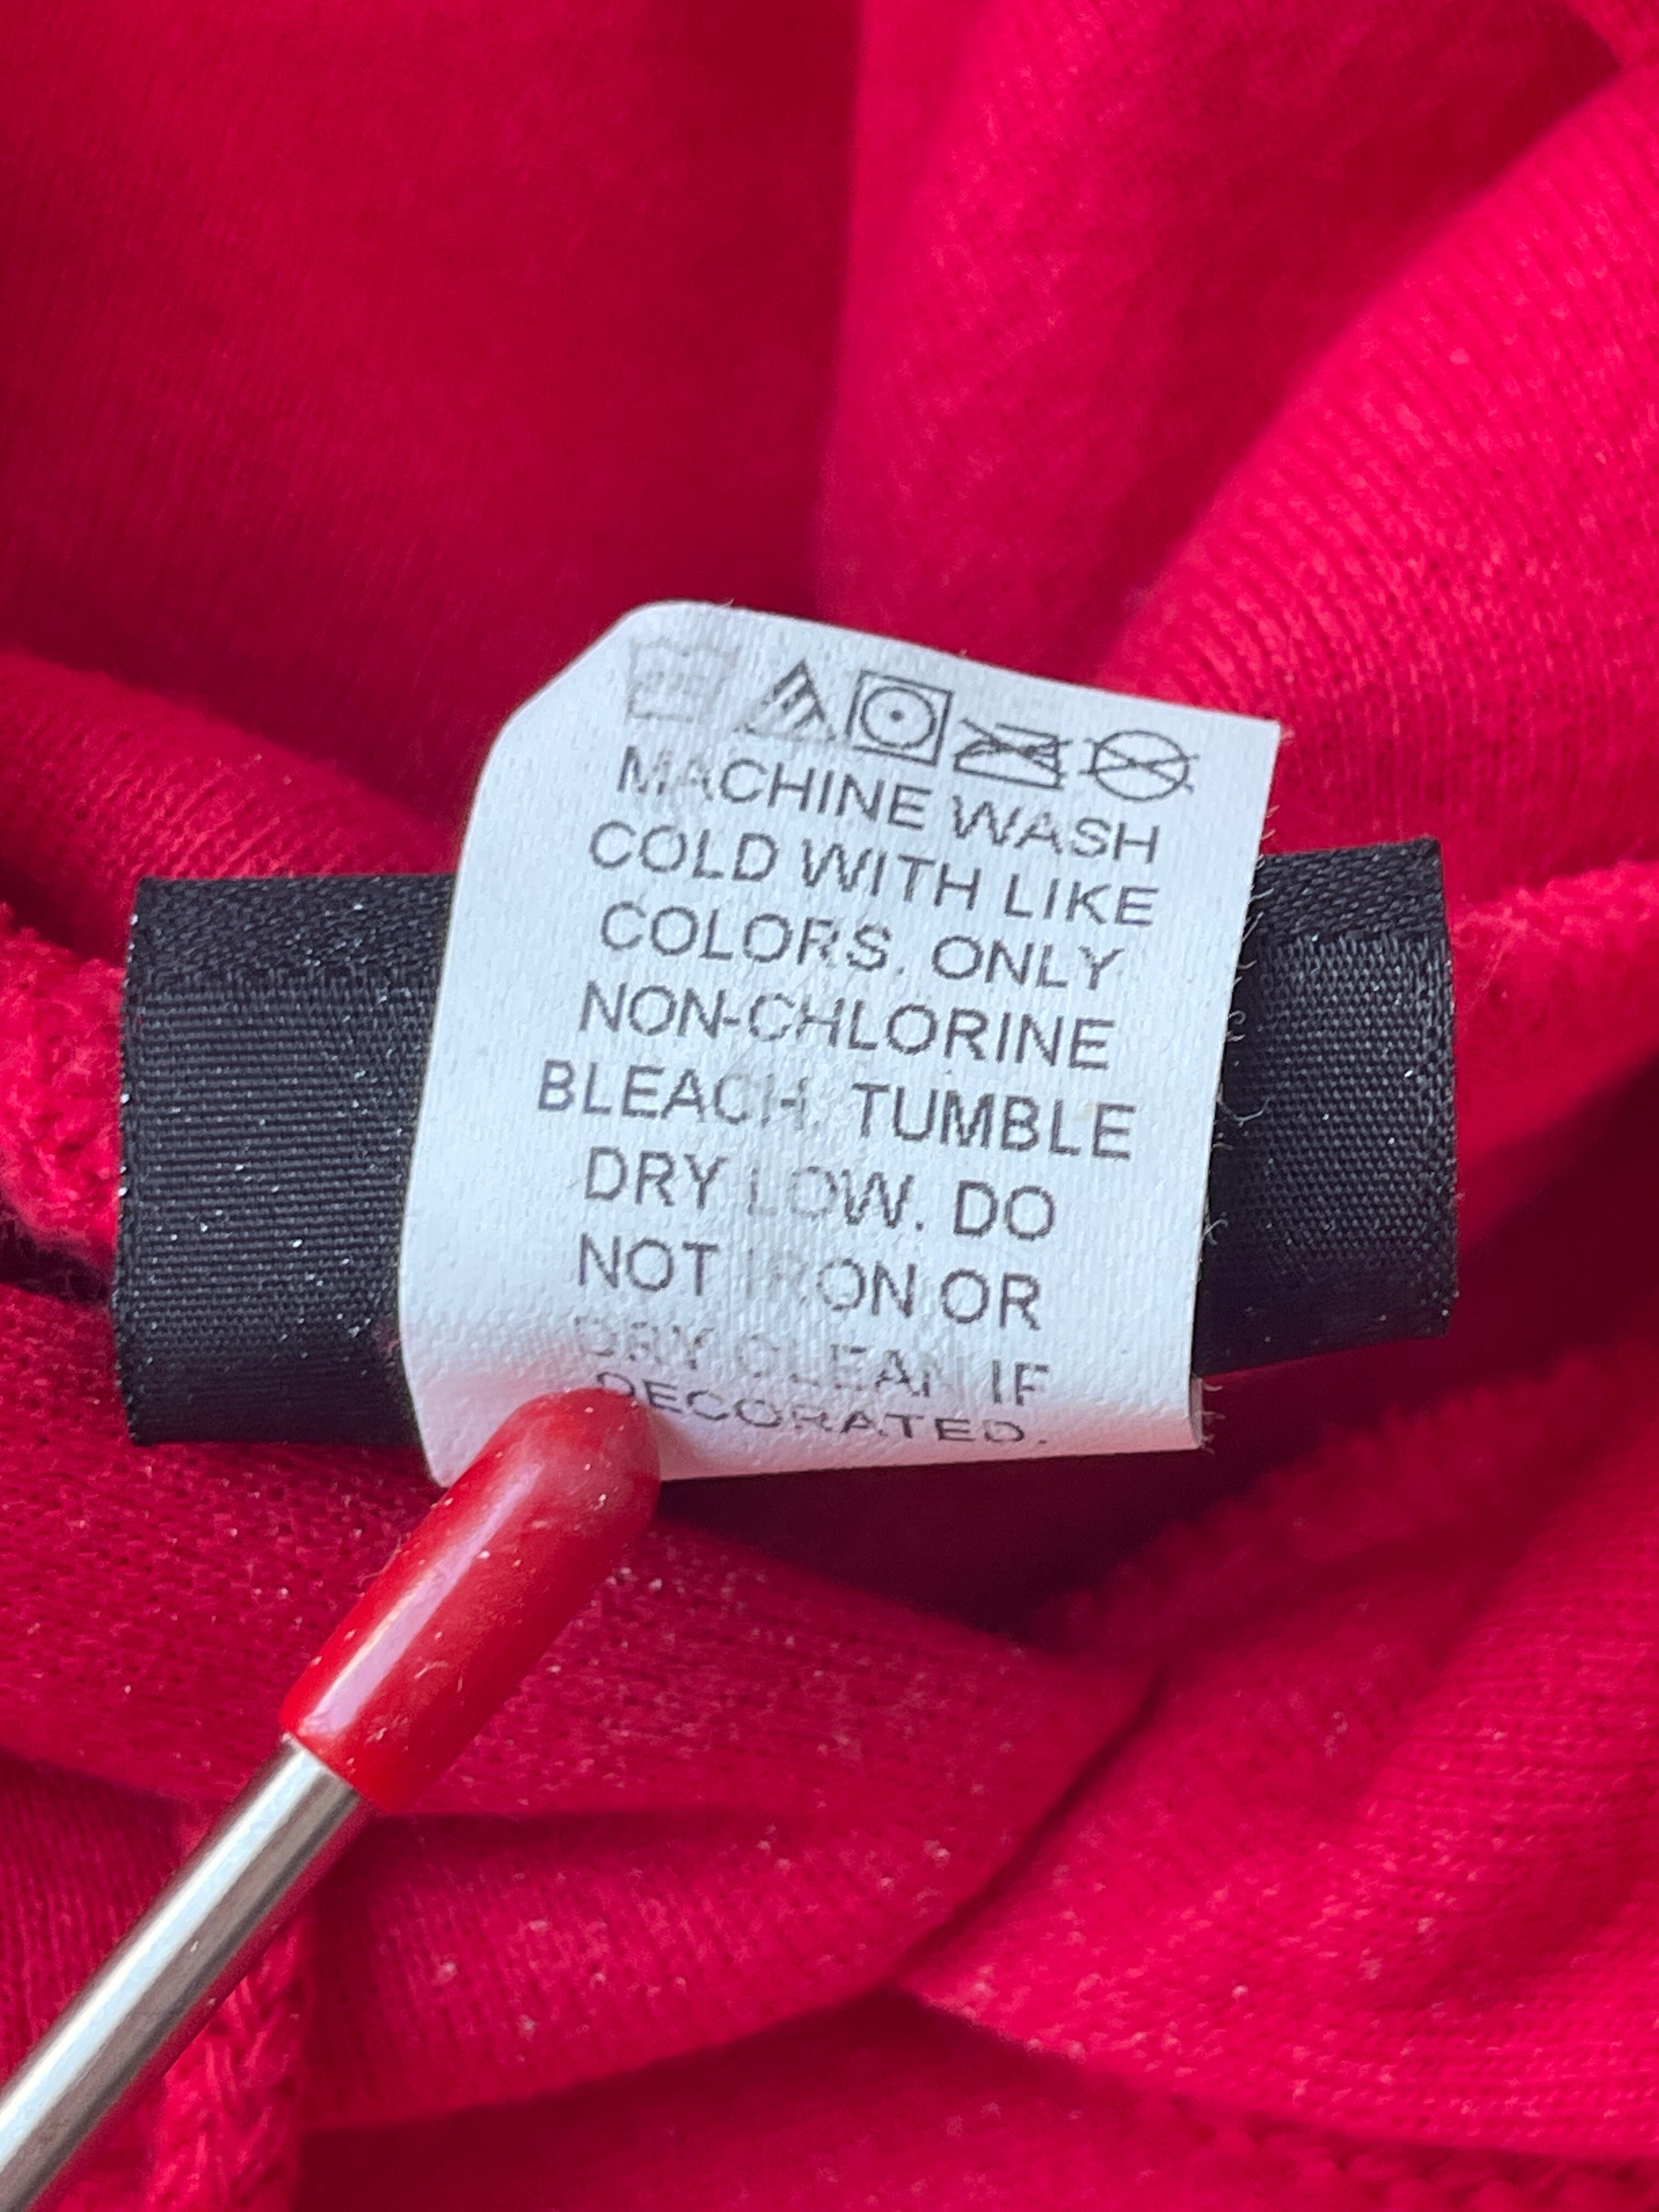 MACHINE WASH
COLD WITH LIKE
COLORS. ONLY
NON-CHLORINE
BLEACH. TUMBLE
DRY LOW. DO
NOT IRON OR
DRY CLEAN IF
DECORATED.